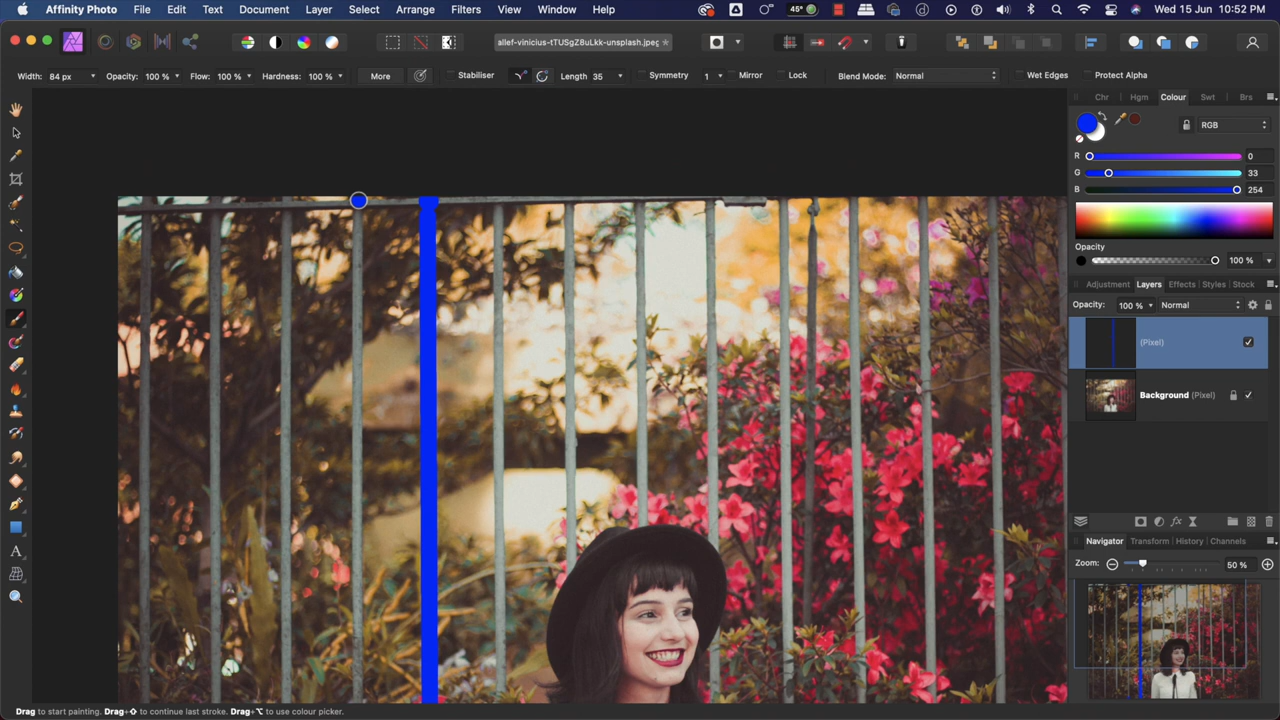 Affinity Photo File Edit Text Document Layer Select Arrange Filters View Window Help 45° Wed 15 Jun 10:52 PM
allef-vinicius-tTUSgZ8uLkk-unsplash.jpeg *
Width: 84 px Opacity: 100 % Flow: 100 % Hardness: 100 % More Stabiliser Length 35 Symmetry 1 Mirror Lock Blend Mode: Normal Wet Edges Protect Alpha
Chr Hgm Colour Swt Brs
RGB
R 0
G 33
B 254
Opacity
100 %
Adjustment Layers Effects Styles Stock
Opacity: 100 % Normal
(Pixel)
Background (Pixel)
fx
Navigator Transform History Channels
Zoom: 50 %
A
Drag to start painting. Drag+⇧ to continue last stroke. Drag+⌥ to use colour picker.